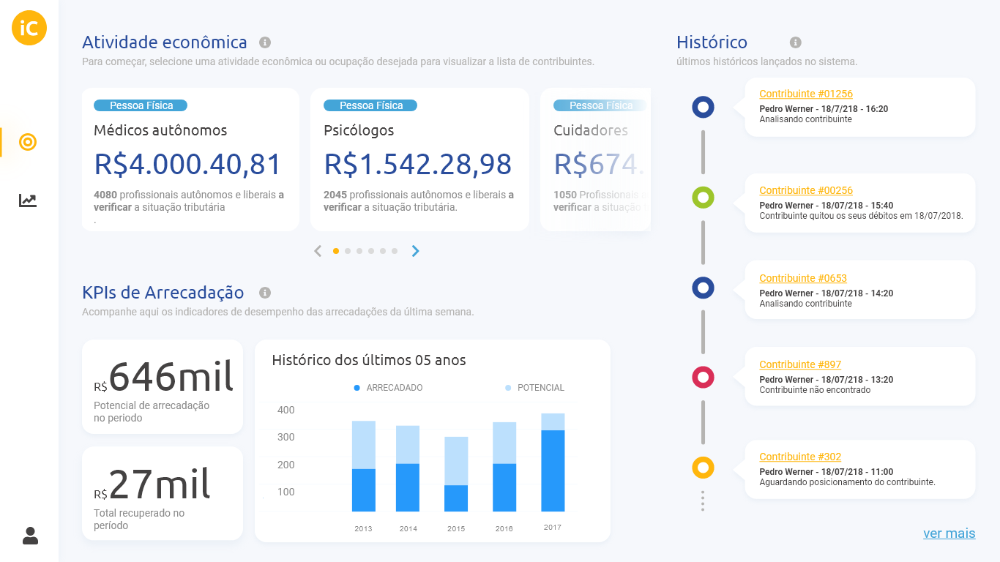 iC
Atividade econômica
Para começar, selecione uma atividade econômica ou ocupação desejada para visualizar a lista de contribuintes.
Pessoa Física
Médicos autônomos
R$4.000.40,81
4080 profissionais autônomos e liberais a
verificar a situação tributária
.
Pessoa Física
Psicólogos
R$1.542.28,98
2045 profissionais autônomos e liberais a
verificar a situação tributária.
Pessoa Física
Cuidadores
R$674.
1050 Profissionais
verificar a situação
KPIs de Arrecadação
Acompanhe aqui os indicadores de desempenho das arrecadações da última semana.
R$646mil
Potencial de arrecadação
no periodo
R$27mil
Total recuperado no
período
Histórico dos últimos 05 anos
ARRECADADO
POTENCIAL
400
300
200
100
2013
2014
2015
2016
2017
Histórico
últimos históricos lançados no sistema.
Contribuinte #01256
Pedro Werner - 18/7/218 - 16:20
Analisando contribuinte
Contribuinte #00256
Pedro Werner - 18/07/218 - 15:40
Contribuinte quitou os seus débitos em 18/07/2018.
Contribuinte #0653
Pedro Werner - 18/07/218 - 14:20
Analisando contribuinte
Contribuinte #897
Pedro Werner - 18/07/218 - 13:20
Contribuinte não encontrado
Contribuinte #302
Pedro Werner - 18/07/218 - 11:00
Aguardando posicionamento do contribuinte.
ver mais